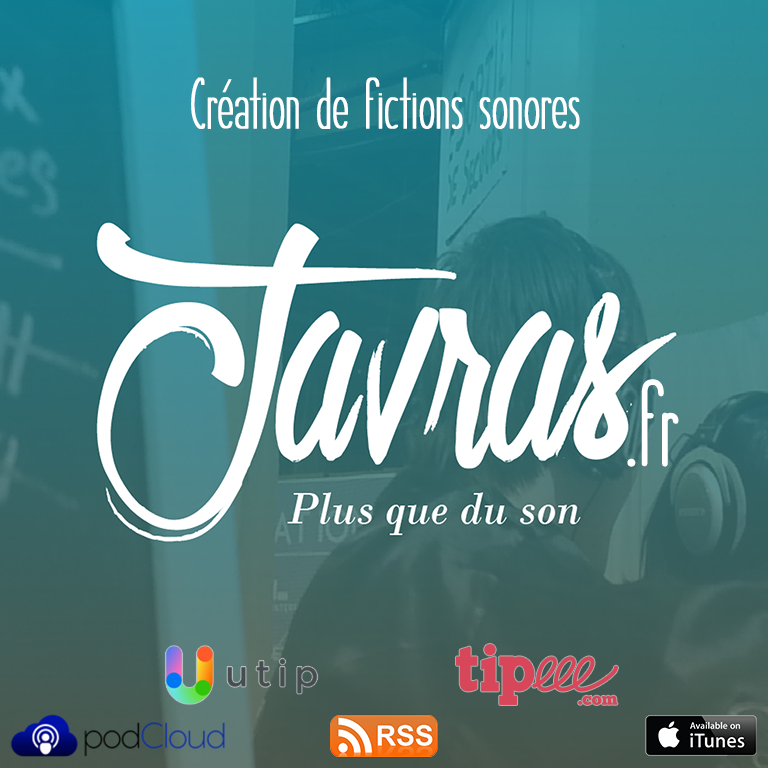 Création de fictions sonores
Javras.fr
Plus que du son
utip
tipeee.com
podCloud
RSS
Available on
iTunes